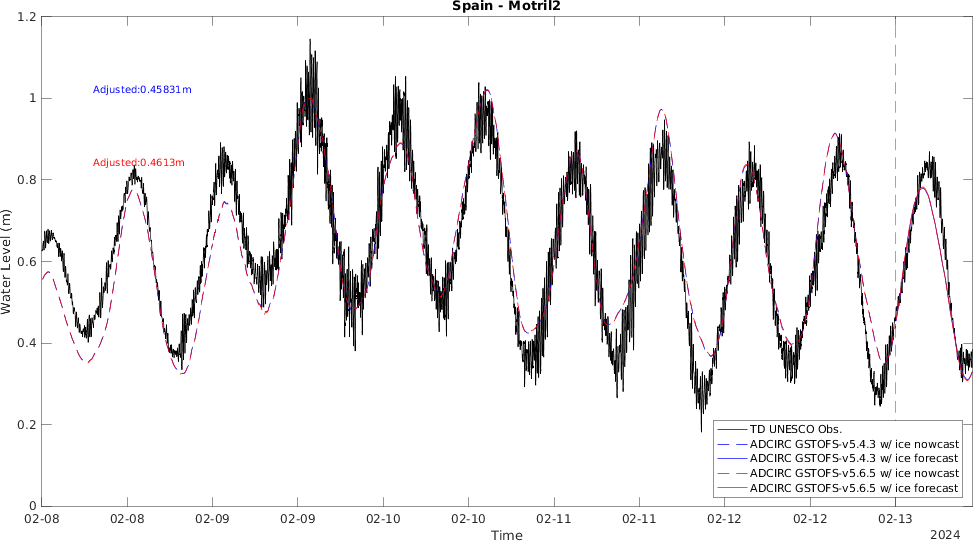 Spain - Motril2
1.2
1
0.8
0.6
0.4
0.2
0
Water Level (m)
Adjusted:0.45831m
Adjusted:0.4613m
TD UNESCO Obs.
ADCIRC GSTOFS-v5.4.3 w/ ice nowcast
ADCIRC GSTOFS-v5.4.3 w/ ice forecast
ADCIRC GSTOFS-v5.6.5 w/ ice nowcast
ADCIRC GSTOFS-v5.6.5 w/ ice forecast
02-08 02-08 02-09 02-09 02-10 02-10 02-11 02-11 02-12 02-12 02-13
Time
2024